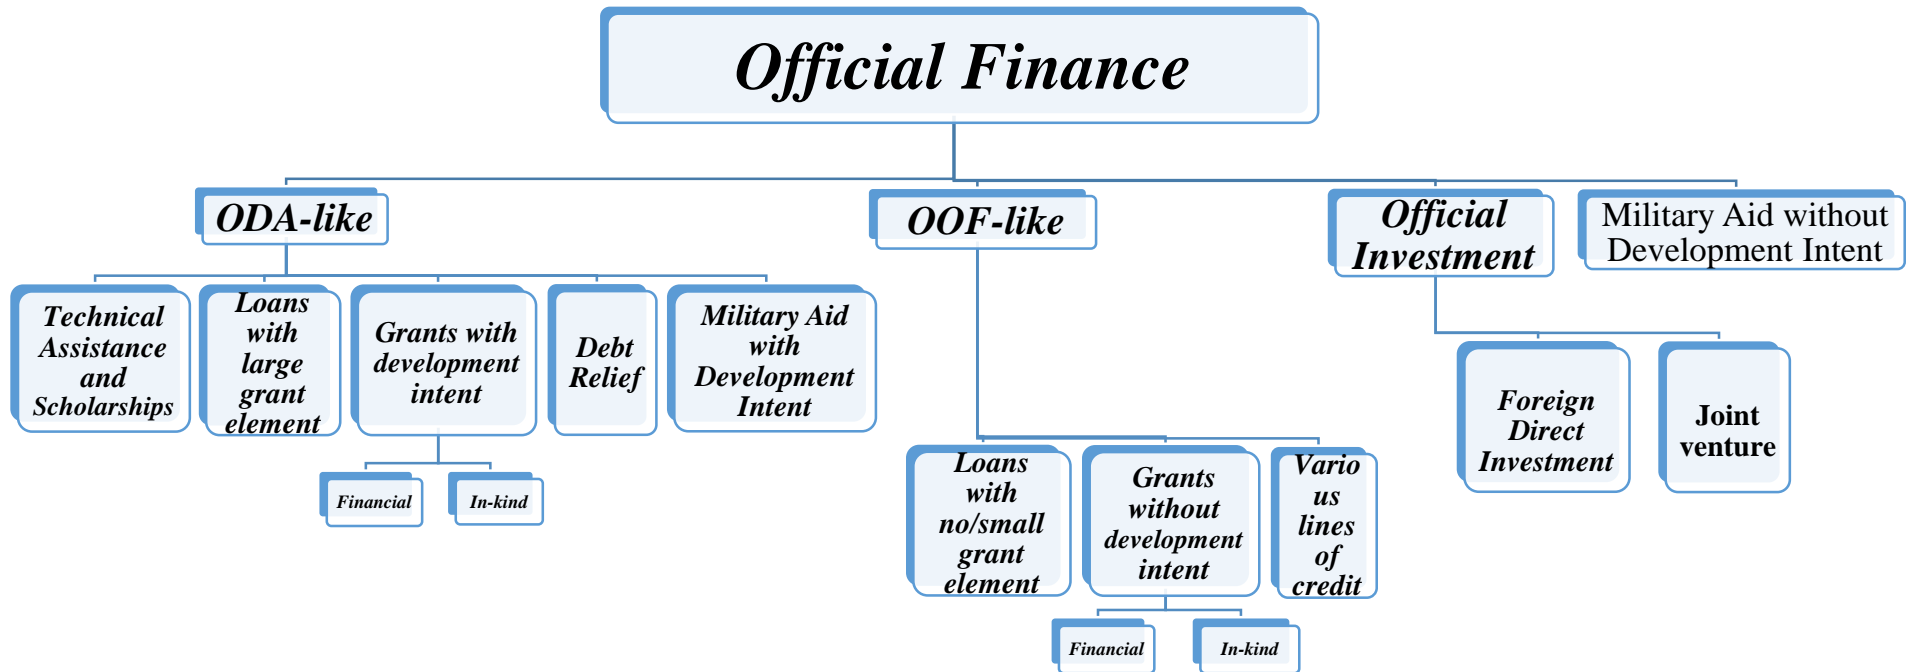 Official Finance
ODA-like
OOF-like
Official
Investment
Military Aid without
Development Intent
Technical
Assistance
and
Scholarships
Loans
with
large
grant
element
Grants with
development
intent
Debt
Relief
Military Aid
with
Development
Intent
Financial
In-kind
Loans
with
no/small
grant
element
Grants
without
development
intent
Vario
us
lines
of
credit
Financial
In-kind
Foreign
Direct
Investment
Joint
venture